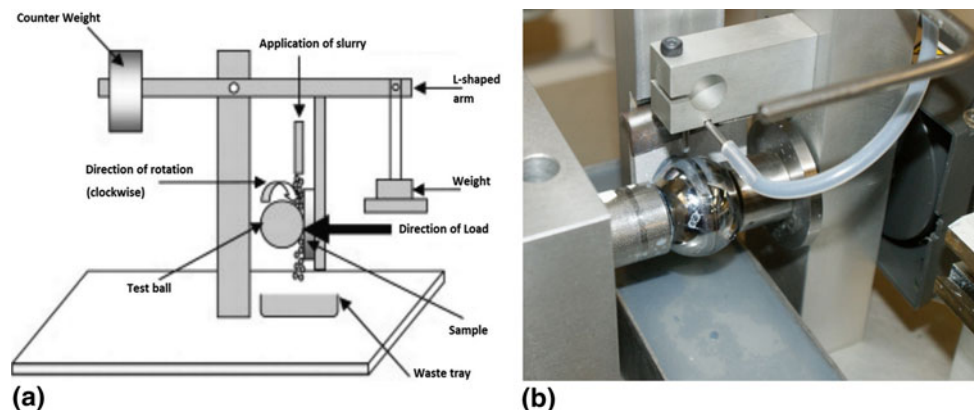 Counter Weight
Application of slurry
L-shaped
arm
Direction of rotation
(clockwise)
Weight
Direction of Load
Test ball
Sample
Waste tray
(a)
(b)